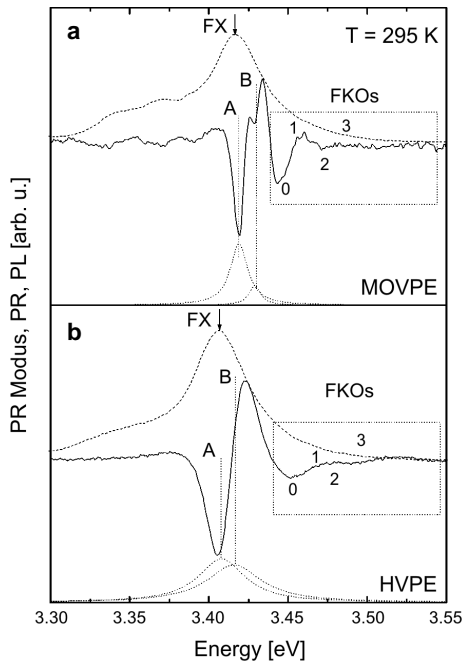 a
FX
T = 295 K
B
A
FKOs
1
3
2
0
MOVPE
b
FX
B
FKOs
A
3
1
2
0
HVPE
PR Modus, PR, PL [arb. u.]
3.30 3.35 3.40 3.45 3.50 3.55
Energy [eV]